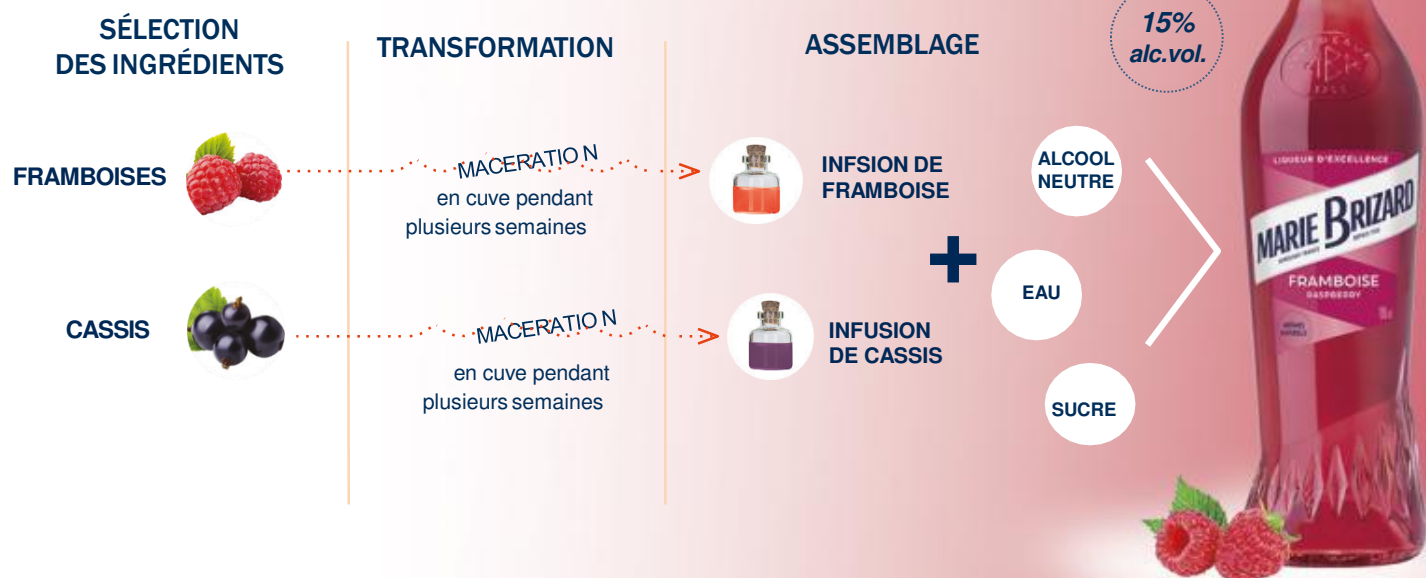 SÉLECTION
DES INGRÉDIENTS
TRANSFORMATION
ASSEMBLAGE
15%
alc.vol.
FRAMBOISES
MACERATIO N
en cuve pendant
plusieurs semaines
INFSION DE
FRAMBOISE
CASSIS
MACERATIO N
en cuve pendant
plusieurs semaines
INFUSION
DE CASSIS
+
ALCOOL
NEUTRE
EAU
SUCRE
LIQUEUR D'EXCELLENCE
MARIE BRIZARD
FRAMBOISE
RASPBERRY